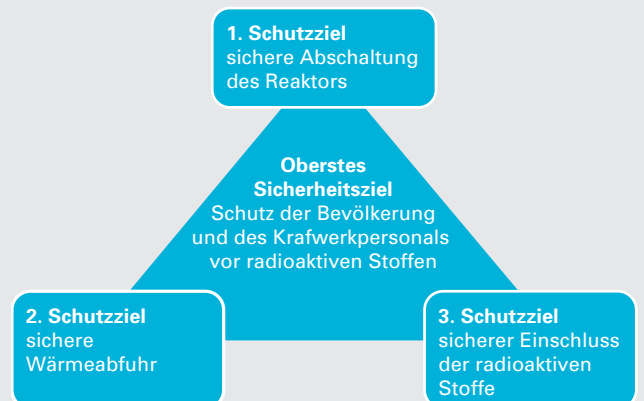 1. Schutzziel
sichere Abschaltung
des Reaktors
Oberstes
Sicherheitsziel
Schutz der Bevölkerung
und des Krafwerkpersonals
vor radioaktiven Stoffen
2. Schutzziel
sichere
Wärmeabfuhr
3. Schutzziel
sicherer Einschluss
der radioaktiven
Stoffe